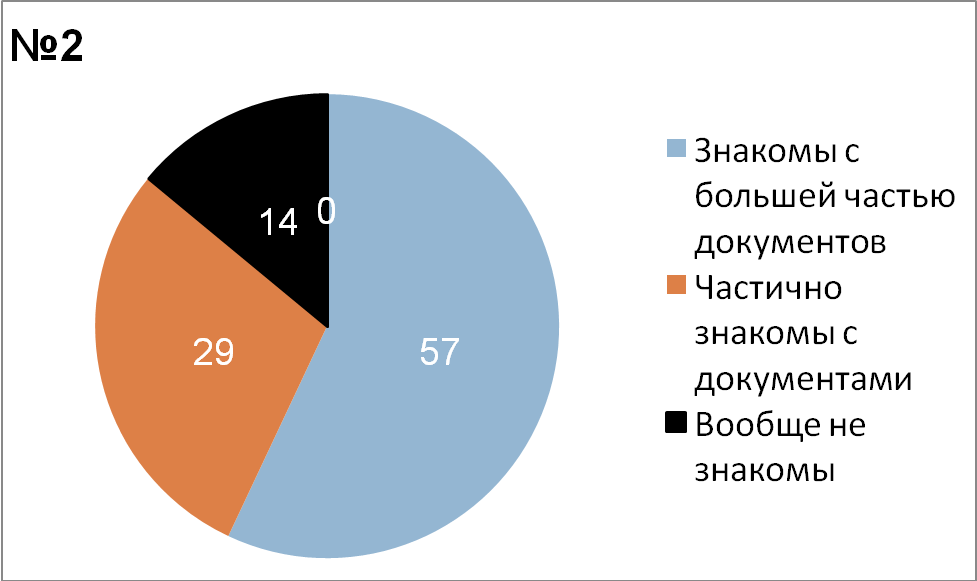 №2
14
0
29
57
Знакомы с
большей частью
документов
Частично
знакомы с
документами
Вообще не
знакомы